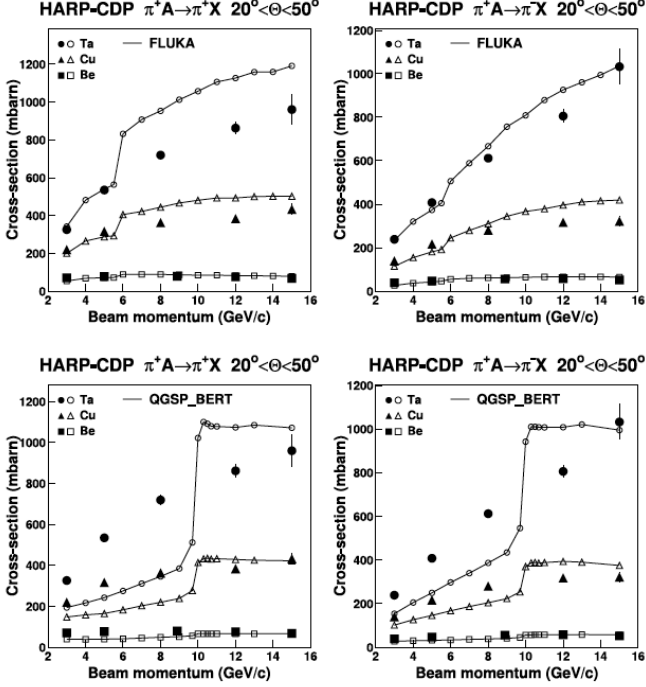 HARP-CDP π⁺A→π⁺X 20°<Θ<50°
HARP-CDP π⁺A→π⁻X 20°<Θ<50°
Cross-section (mbarn)
1200
1000
800
600
400
200
0
● ○ Ta
▲ △ Cu
■ □ Be
— FLUKA
2 4 6 8 10 12 14 16
Beam momentum (GeV/c)
Cross-section (mbarn)
1200
1000
800
600
400
200
0
● ○ Ta
▲ △ Cu
■ □ Be
— FLUKA
2 4 6 8 10 12 14 16
Beam momentum (GeV/c)
HARP-CDP π⁺A→π⁺X 20°<Θ<50°
HARP-CDP π⁺A→π⁻X 20°<Θ<50°
Cross-section (mbarn)
1200
1000
800
600
400
200
0
● ○ Ta
▲ △ Cu
■ □ Be
— QGSP_BERT
2 4 6 8 10 12 14 16
Beam momentum (GeV/c)
Cross-section (mbarn)
1200
1000
800
600
400
200
0
● ○ Ta
▲ △ Cu
■ □ Be
— QGSP_BERT
2 4 6 8 10 12 14 16
Beam momentum (GeV/c)